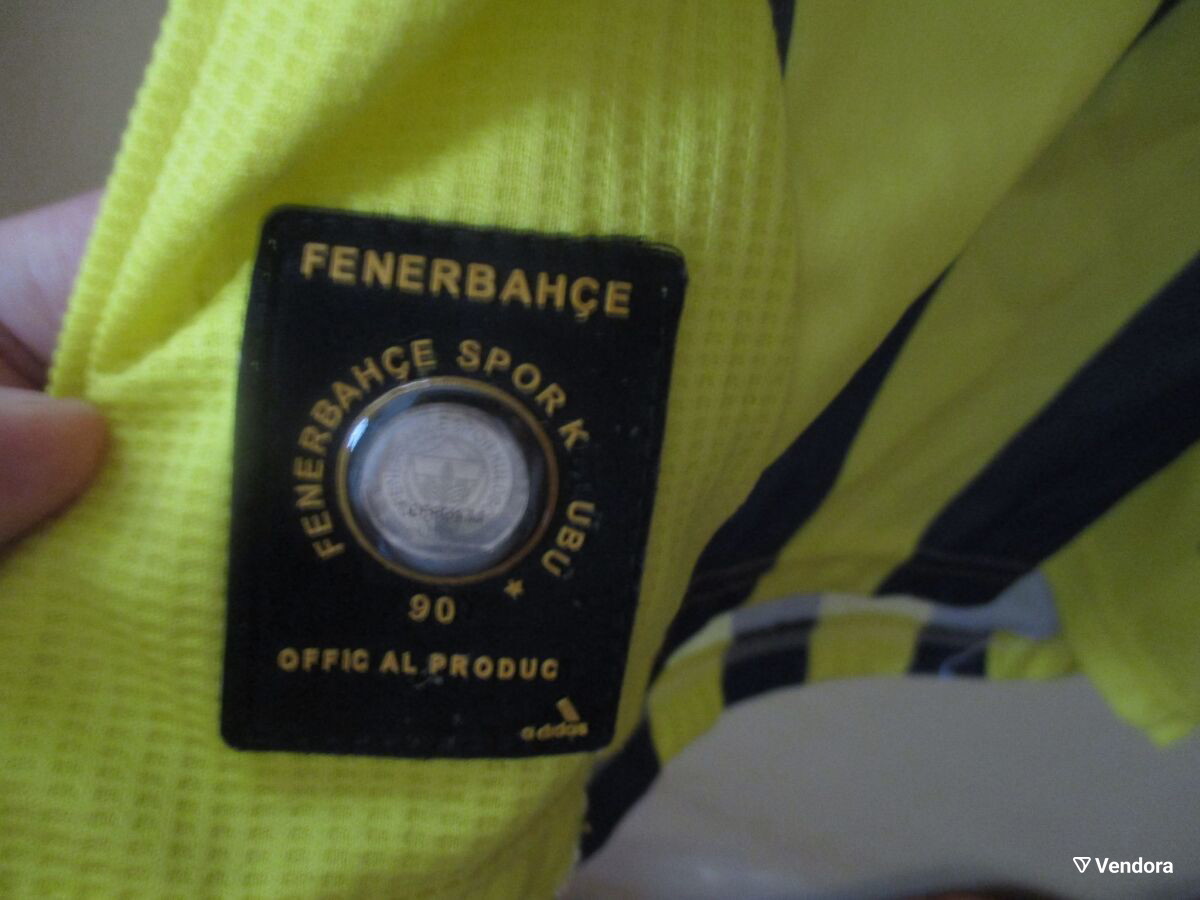 FENERBAHÇE
FENERBAHÇE SPOR K UBU
90
OFFIC AL PRODUC
adidas
Vendora